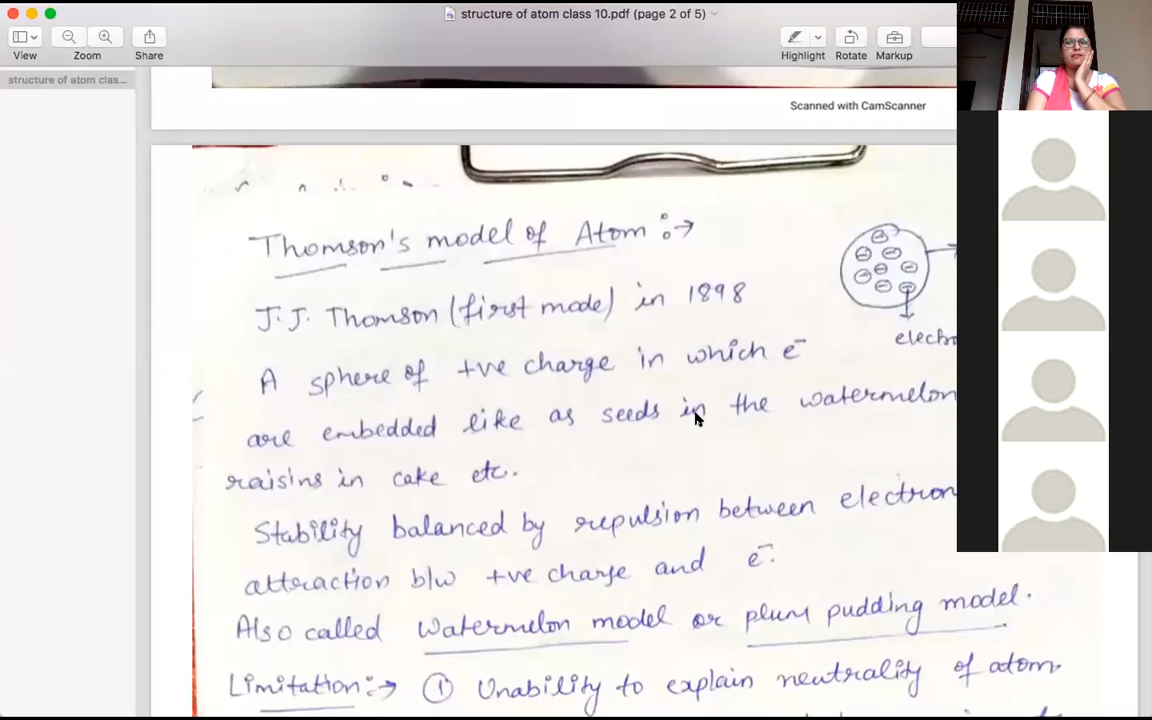 structure of atom class 10.pdf (page 2 of 5)
View
Zoom
Share
Highlight
Rotate
Markup
structure of atom clas...
Scanned with CamScanner
Thomson's model of Atom :→
J.J. Thomson (first mode) in 1898
A sphere of +ve charge in which e⁻
are embedded like as seeds in the watermelon
raisins in cake etc.
electro
Stability balanced by repulsion between electron
attraction b/w +ve charge and e⁻.
Also called Watermelon model or plum pudding model.
Limitation :→ ① Unability to explain neutrality of atom.